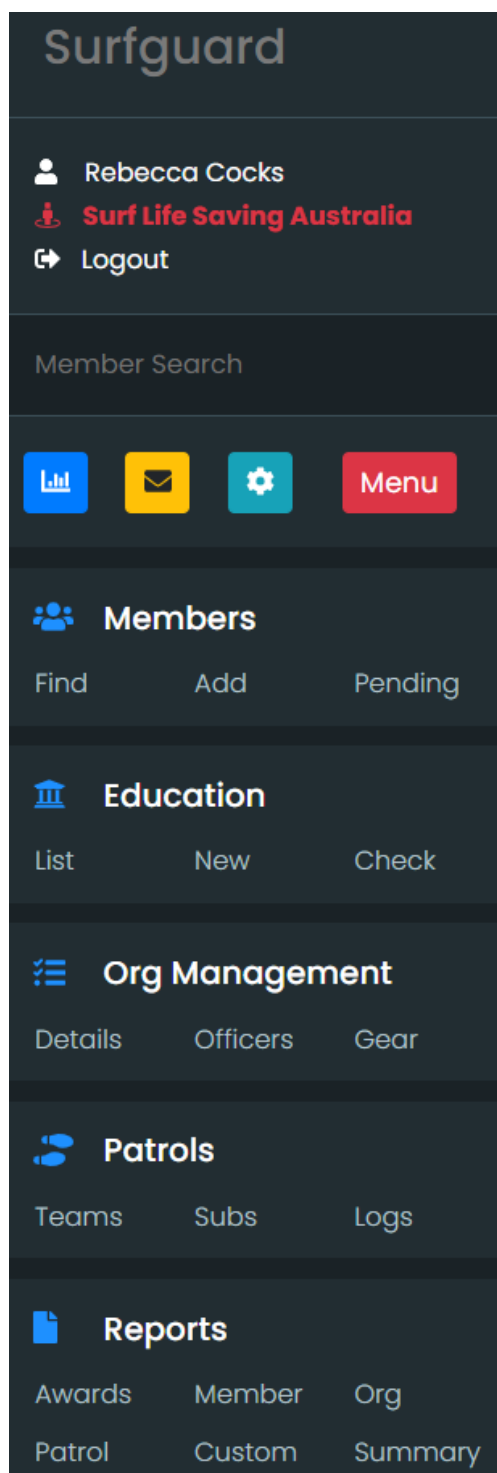 Surfguard
Rebecca Cocks
Surf Life Saving Australia
Logout
Member Search
Menu
Members
Find Add Pending
Education
List New Check
Org Management
Details Officers Gear
Patrols
Teams Subs Logs
Reports
Awards Member Org
Patrol Custom Summary